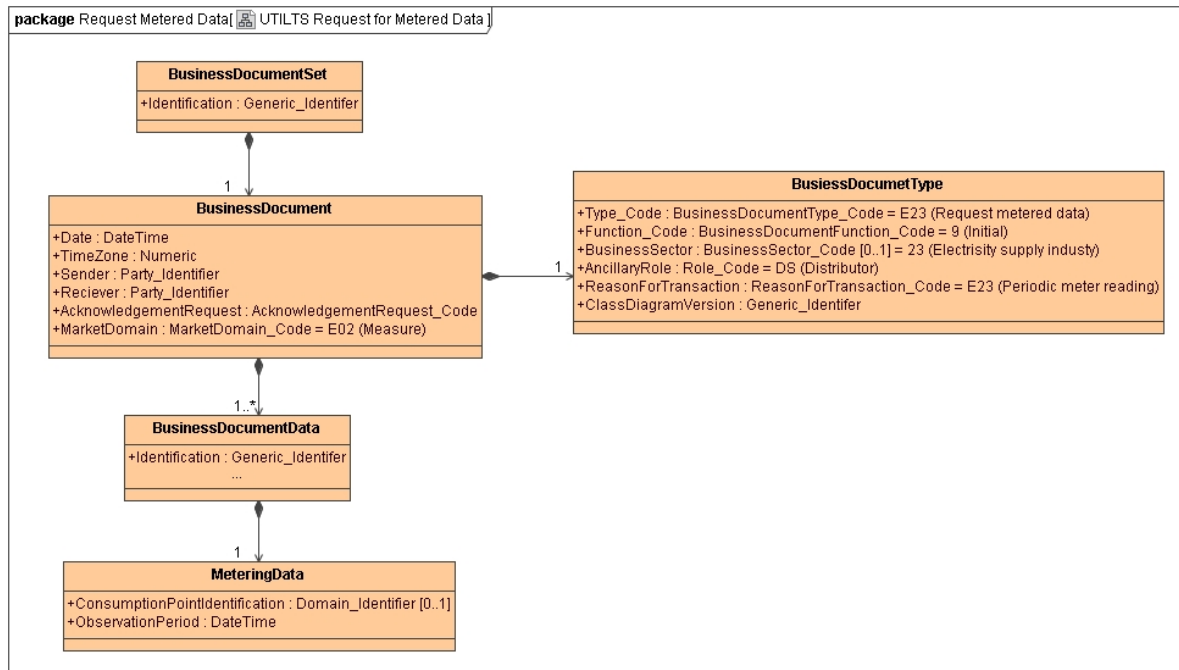 package Request Metered Data[ UTILTS Request for Metered Data ]
BusinessDocumentSet
+Identification : Generic_Identifer
1
BusinessDocument
+Date : DateTime
+TimeZone : Numeric
+Sender : Party_Identifier
+Reciever : Party_Identifier
+AcknowledgementRequest : AcknowledgementRequest_Code
+MarketDomain : MarketDomain_Code = E02 (Measure)
1
BusiessDocumetType
+Type_Code : BusinessDocumentType_Code = E23 (Request metered data)
+Function_Code : BusinessDocumentFunction_Code = 9 (Initial)
+BusinessSector : BusinessSector_Code [0..1] = 23 (Electrisity supply industy)
+AncillaryRole : Role_Code = DS (Distributor)
+ReasonForTransaction : ReasonForTransaction_Code = E23 (Periodic meter reading)
+ClassDiagramVersion : Generic_Identifer
1..*
BusinessDocumentData
+Identification : Generic_Identifer
...
1
MeteringData
+ConsumptionPointIdentification : Domain_Identifier [0..1]
+ObservationPeriod : DateTime